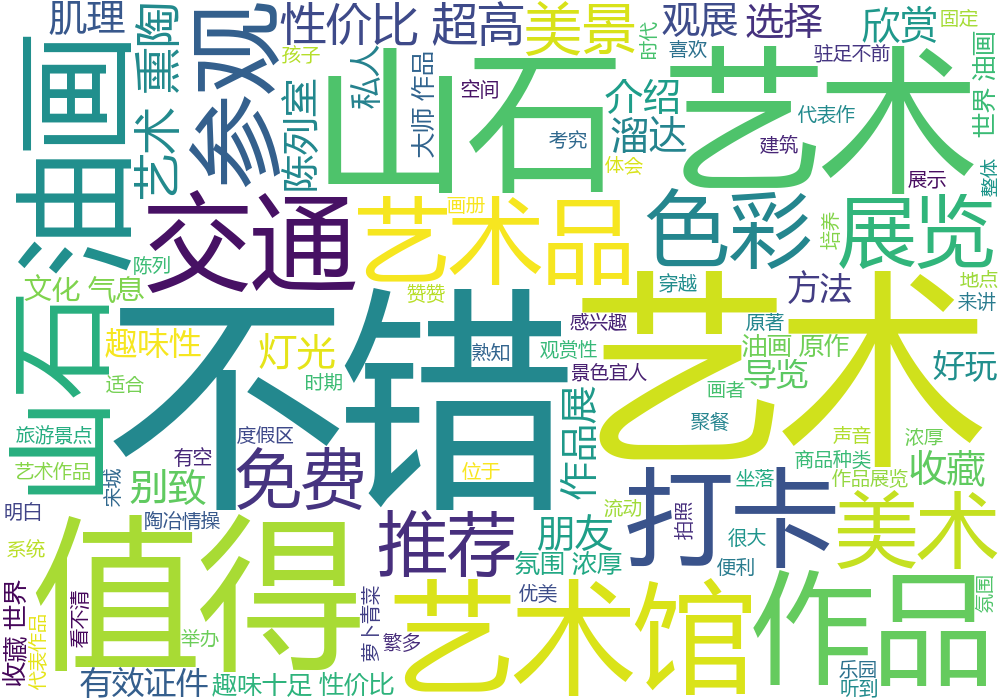 肌理
艺术 熏陶
参观
性价比 超高
美景
观展 选择
欣赏
固定
孩子
私人
时代
喜欢
驻足不前
世界 油画
油画
陈列室
大师 作品
山石
空间
考究
介绍
溜达
体会
艺术
代表作
建筑
展示
整体
交通
艺术品
画册
色彩
培养
展览
陈列
文化 气息
赞赞
穿越
方法
地点
来讲
山石
不错
艺术
趣味性
灯光
熟知
感兴趣
观赏性
原著
油画 原作
好玩
适合
时期
景色宜人
画者
导览
旅游景点
度假区
作品展
聚餐
声音
浓厚
艺术作品
宋城
别致
有空
免费
位于
商品种类
收藏
明白
陶冶情操
推荐
朋友
流动
打卡
拍照
坐落
作品展览
美术
系统
值得
氛围 浓厚
很大
便利
收藏 世界
代表作品
看不清
举办
萝卜青菜
繁多
艺术馆
优美
作品
氛围
有效证件
趣味十足 性价比
乐园
听到